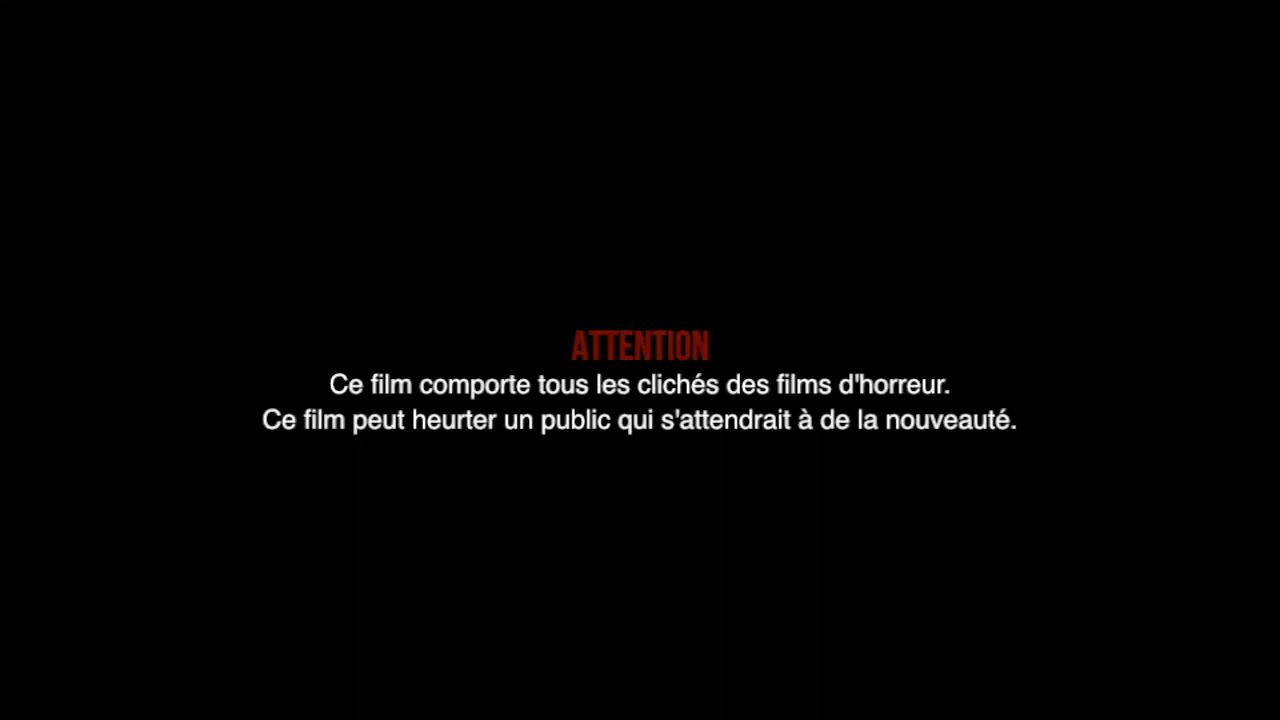 ATTENTION
Ce film comporte tous les clichés des films d'horreur.
Ce film peut heurter un public qui s'attendrait à de la nouveauté.